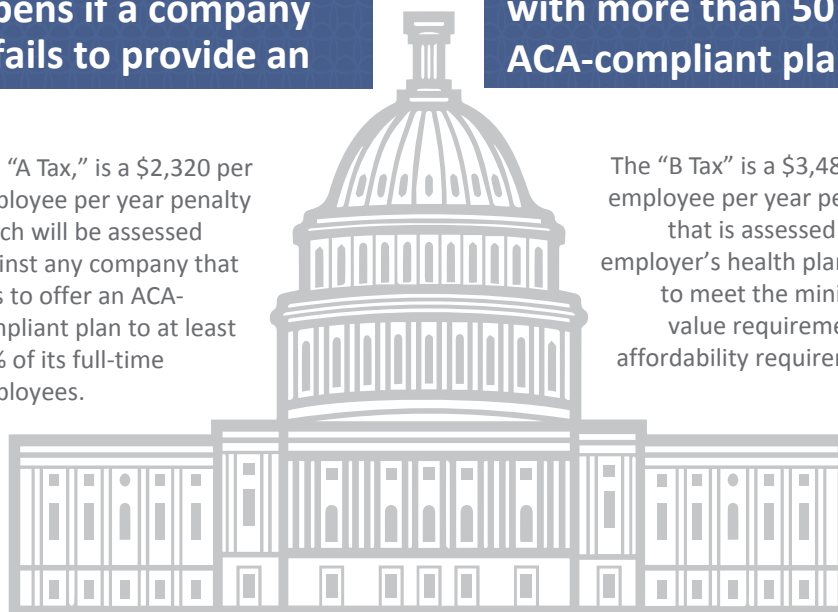 pens if a company
fails to provide an
with more than 50
ACA-compliant pla
"A Tax," is a $2,320 per
ployee per year penalty
ch will be assessed
inst any company that
s to offer an ACA-
mpliant plan to at least
% of its full-time
ployees.
The "B Tax" is a $3,48
employee per year pe
that is assessed
employer's health plan
to meet the mini
value requireme
affordability requiren